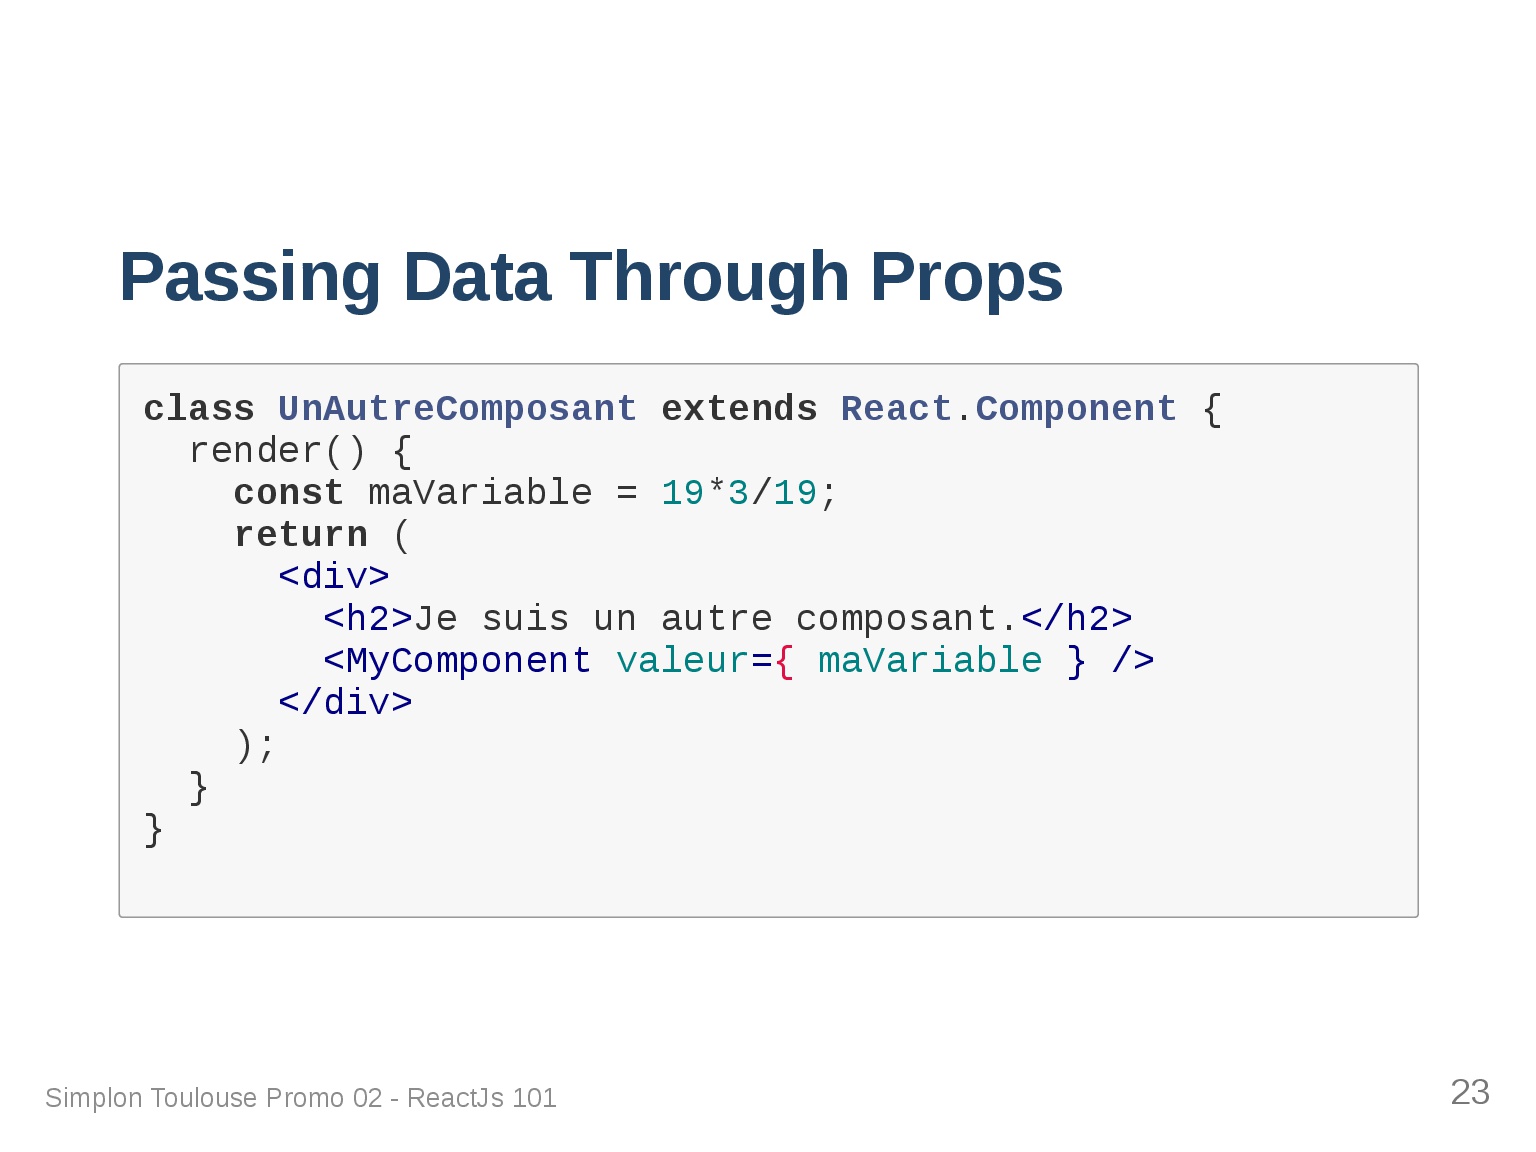 Passing Data Through Props
class UnAutreComposant extends React.Component {
  render() {
    const maVariable = 19*3/19;
    return (
      <div>
        <h2>Je suis un autre composant.</h2>
        <MyComponent valeur={ maVariable } />
      </div>
    );
  }
}
Simplon Toulouse Promo 02 - ReactJs 101
23